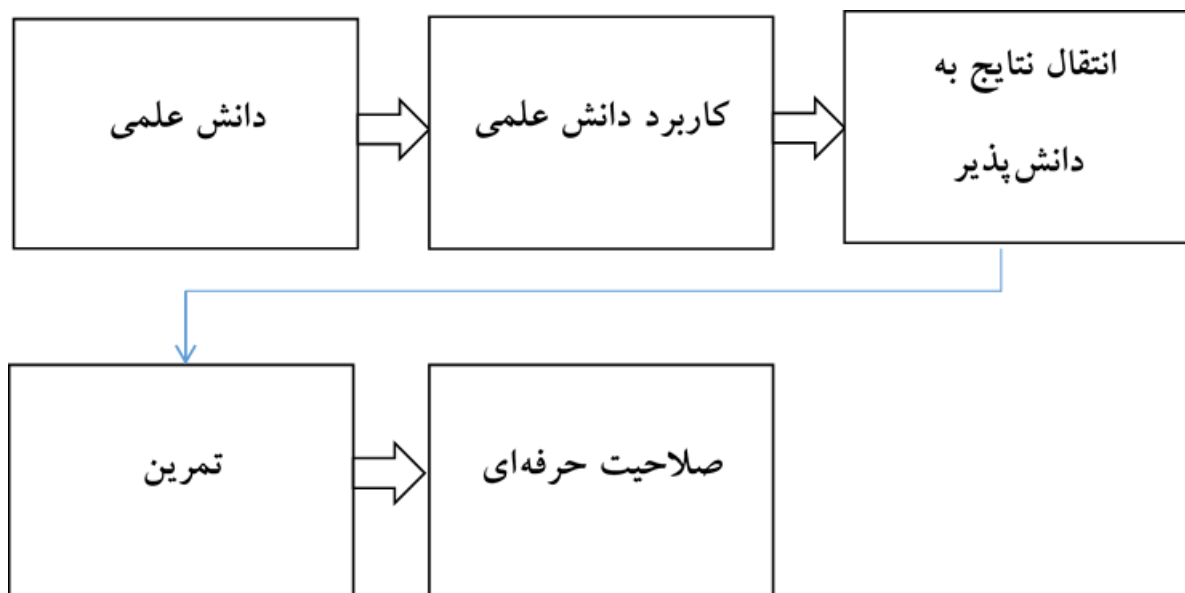 دانش علمی
کاربرد دانش علمی
انتقال نتایج به
دانش‌پذیر
تمرین
صلاحیت حرفه‌ای